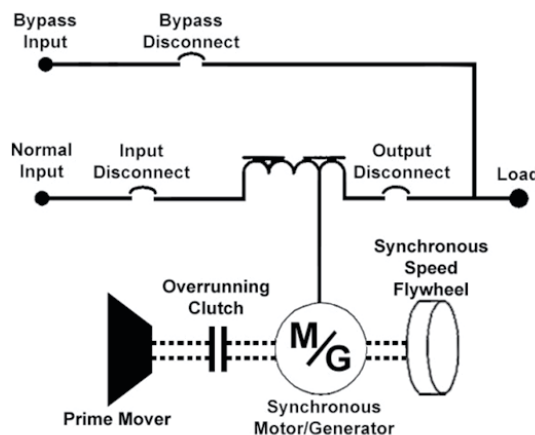 Bypass
Input
Bypass
Disconnect
Normal
Input
Input
Disconnect
Output
Disconnect
Load
Synchronous
Speed
Flywheel
Overrunning
Clutch
M/G
Prime Mover
Synchronous
Motor/Generator